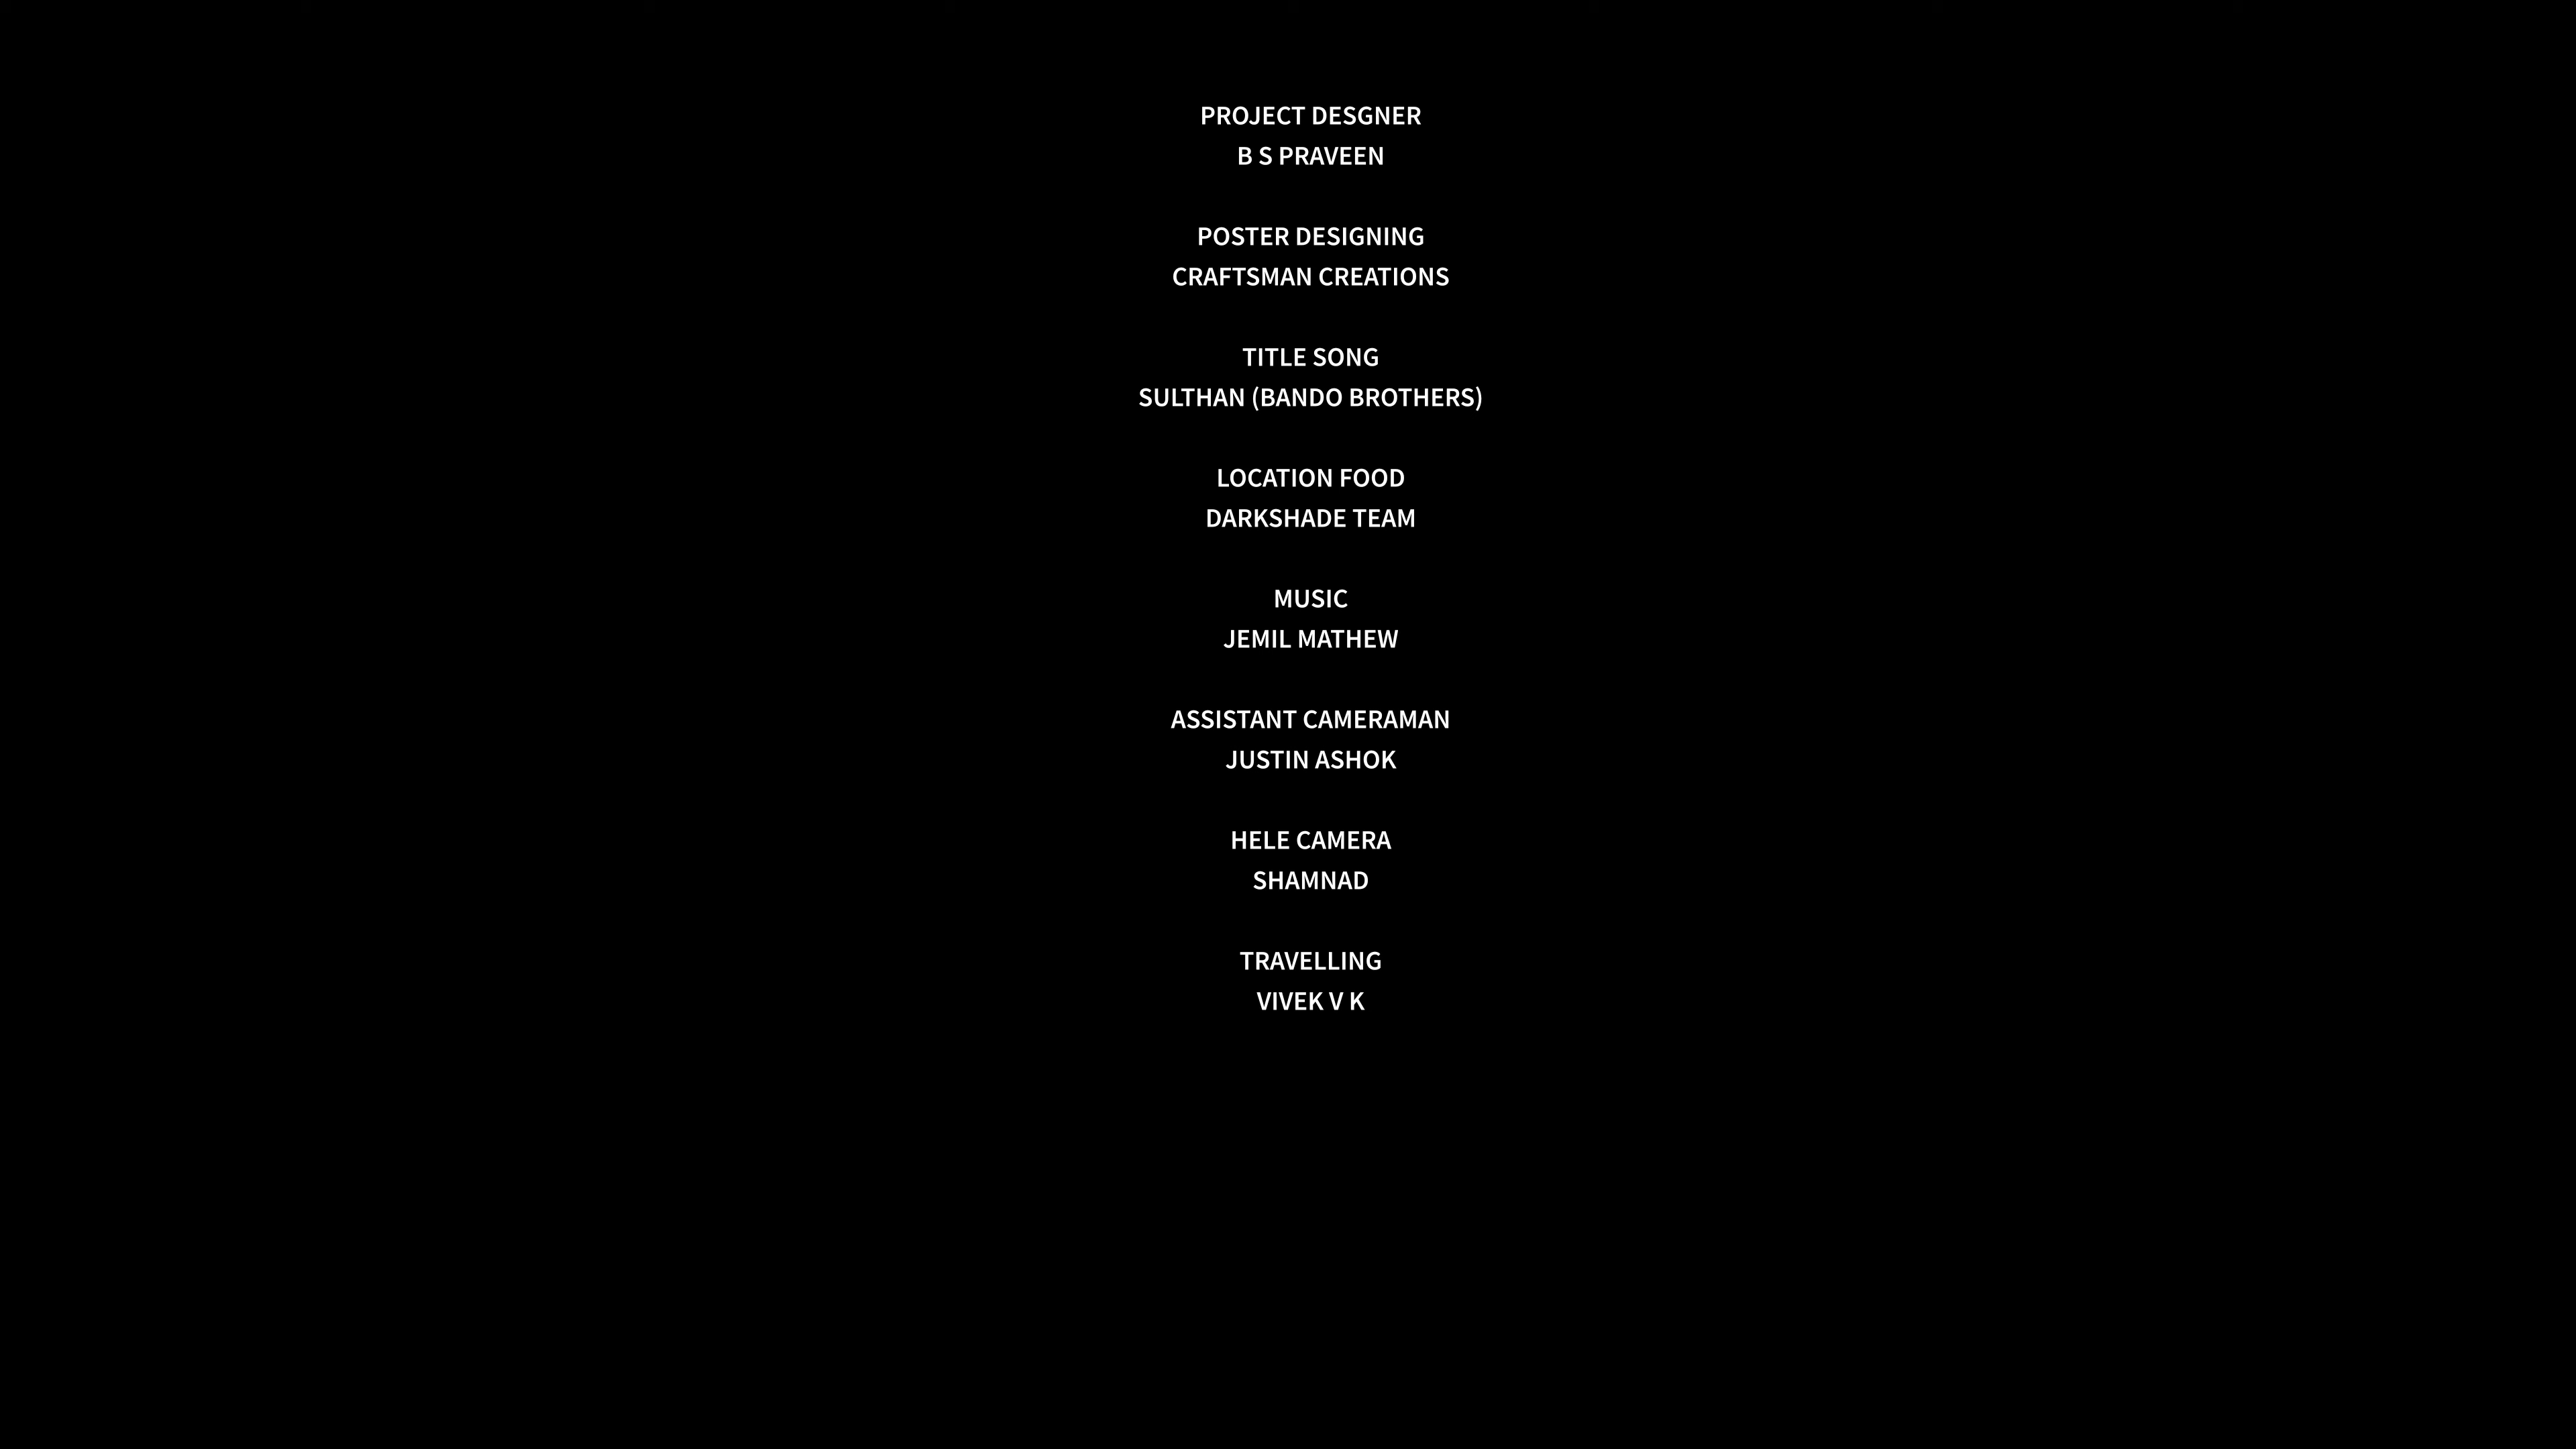 PROJECT DESGNER
B S PRAVEEN
POSTER DESIGNING
CRAFTSMAN CREATIONS
TITLE SONG
SULTHAN (BANDO BROTHERS)
LOCATION FOOD
DARKSHADE TEAM
MUSIC
JEMIL MATHEW
ASSISTANT CAMERAMAN
JUSTIN ASHOK
HELE CAMERA
SHAMNAD
TRAVELLING
VIVEK V K